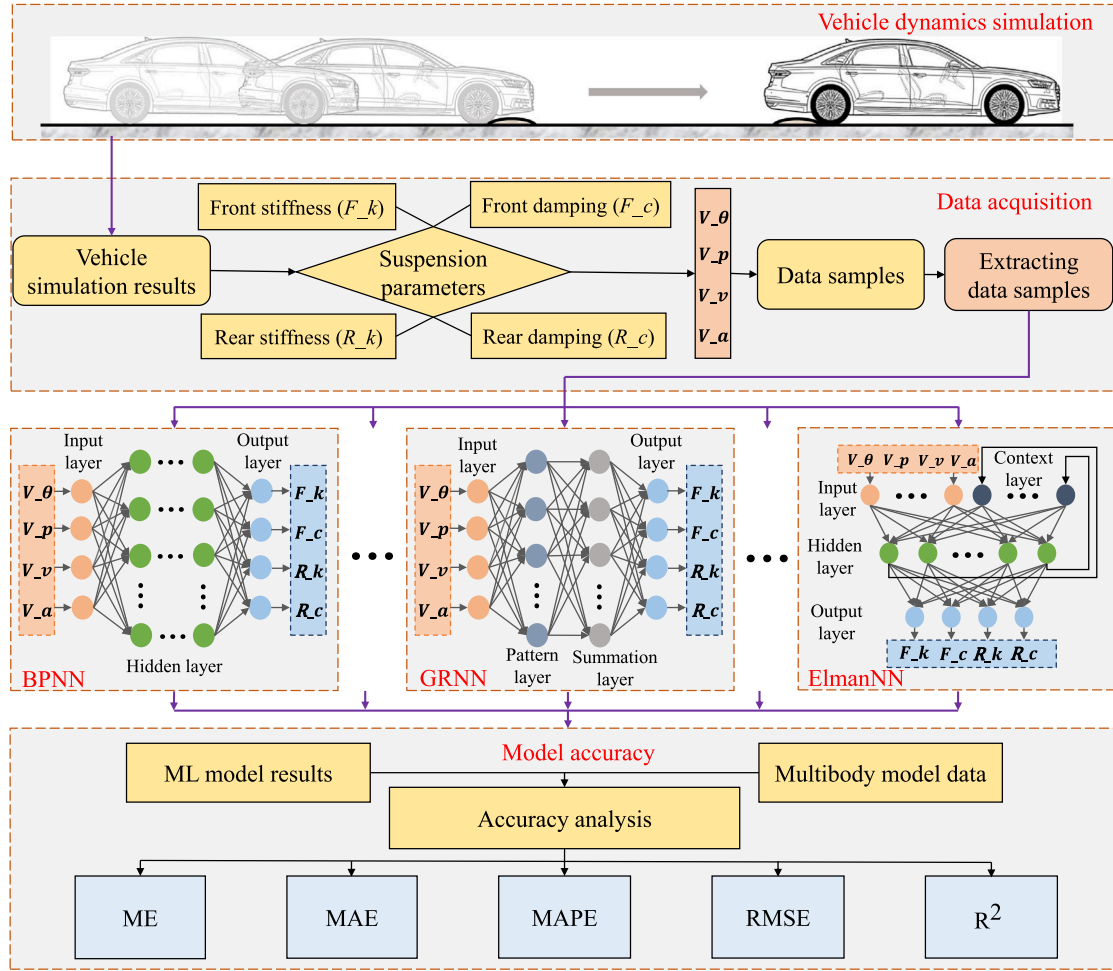 Vehicle dynamics simulation
Data acquisition
Front stiffness (F_k)
Front damping (F_c)
Vehicle
simulation results
Suspension
parameters
Rear stiffness (R_k)
Rear damping (R_c)
V_θ
V_p
V_v
V_a
Data samples
Extracting
data samples
Input
layer
Output
layer
V_θ
V_p
V_v
V_a
F_k
F_c
R_k
R_c
Hidden layer
BPNN
Input
layer
Output
layer
V_θ
V_p
V_v
V_a
F_k
F_c
R_k
R_c
Pattern
layer
Summation
layer
GRNN
V_θ V_p V_v V_a
Context
layer
Input
layer
Hidden
layer
Output
layer
F_k F_c R_k R_c
ElmanNN
Model accuracy
ML model results
Multibody model data
Accuracy analysis
ME
MAE
MAPE
RMSE
R²